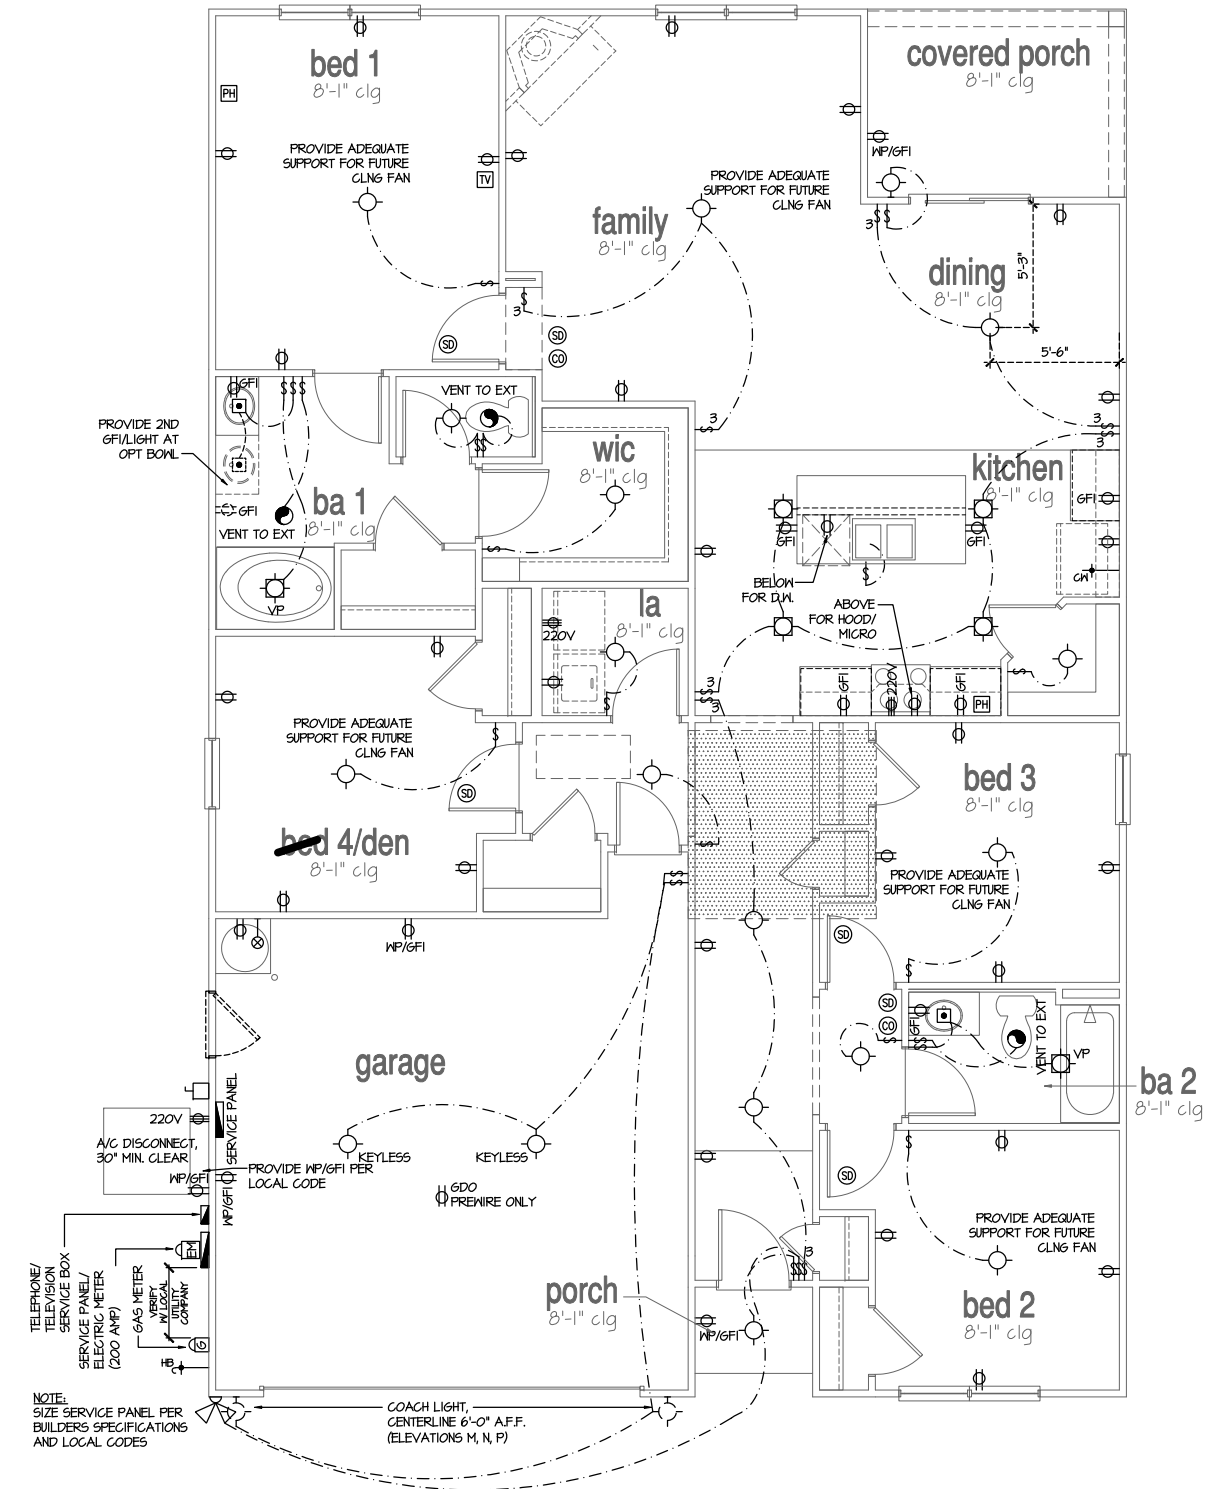 bed 1
8'-1" clg
covered porch
8'-1" clg
PH
PROVIDE ADEQUATE
SUPPORT FOR FUTURE
CLNG FAN
TV
WP/GFI
PROVIDE ADEQUATE
SUPPORT FOR FUTURE
CLNG FAN
family
8'-1" clg
3
dining
8'-1" clg
5'-3"
3
SD
SD
CO
5'-6"
GFI
VENT TO EXT
PROVIDE 2ND
GFI/LIGHT AT
OPT BOWL
3
3
3
wic
8'-1" clg
kitchen
8'-1" clg
ba 1
8'-1" clg
GFI
VENT TO EXT
GFI
GFI
GFI
VP
BELOW
FOR D.W.
CW
ABOVE
FOR HOOD/
MICRO
la
8'-1" clg
220V
GFI
220V
GFI
PH
3
3
PROVIDE ADEQUATE
SUPPORT FOR FUTURE
CLNG FAN
SD
bed 3
8'-1" clg
bed 4/den
8'-1" clg
PROVIDE ADEQUATE
SUPPORT FOR FUTURE
CLNG FAN
WP/GFI
SD
SD
CO
GFI
VENT TO EXT
VP
garage
ba 2
8'-1" clg
SERVICE PANEL
220V
A/C DISCONNECT,
30" MIN. CLEAR
WP/GFI
PROVIDE WP/GFI PER
LOCAL CODE
WP/GFI
KEYLESS
KEYLESS
GDO
PREWIRE ONLY
SD
PROVIDE ADEQUATE
SUPPORT FOR FUTURE
CLNG FAN
3
TELEPHONE/
TELEVISION
SERVICE BOX
SERVICE PANEL/
ELECTRIC METER
(200 AMP)
EM
GAS METER
VERIFY
W/ LOCAL
UTILITY
COMPANY
G
HB
porch
8'-1" clg
WP/GFI
bed 2
8'-1" clg
NOTE:
SIZE SERVICE PANEL PER
BUILDERS SPECIFICATIONS
AND LOCAL CODES
COACH LIGHT,
CENTERLINE 6'-0" A.F.F.
(ELEVATIONS M, N, P)